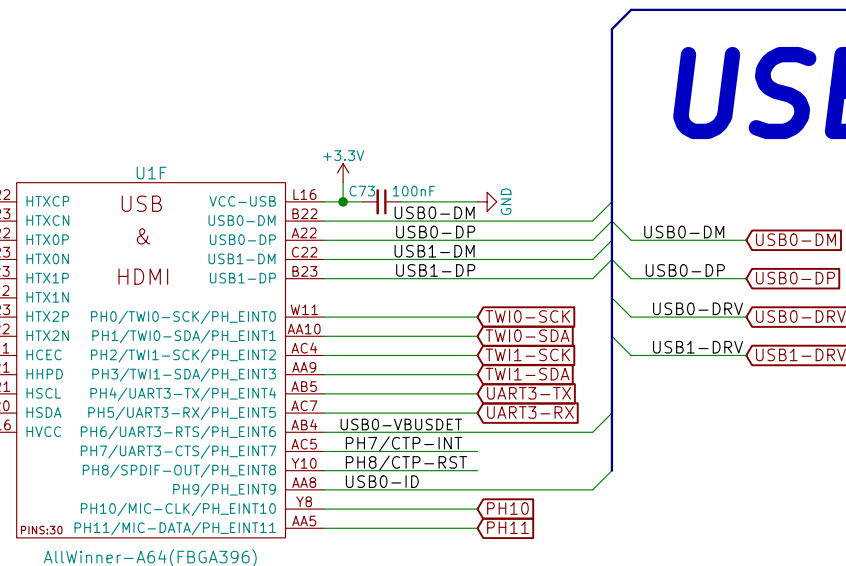 USB
+3.3V
U1F
C73 100nF
GND
USB
&
HDMI
HTXCP
HTXCN
HTX0P
HTX0N
HTX1P
HTX1N
HTX2P
HTX2N
HCEC
HHPD
HSCL
HSDA
HVCC
VCC-USB L16
USB0-DM B22 USB0-DM
USB0-DP A22 USB0-DP
USB1-DM C22 USB1-DM
USB1-DP B23 USB1-DP
PH0/TWI0-SCK/PH_EINT0 W11 TWI0-SCK
PH1/TWI0-SDA/PH_EINT1 AA10 TWI0-SDA
PH2/TWI1-SCK/PH_EINT2 AC4 TWI1-SCK
PH3/TWI1-SDA/PH_EINT3 AA9 TWI1-SDA
PH4/UART3-TX/PH_EINT4 AB5 UART3-TX
PH5/UART3-RX/PH_EINT5 AC7 UART3-RX
PH6/UART3-RTS/PH_EINT6 AB4 USB0-VBUSDET
PH7/UART3-CTS/PH_EINT7 AC5 PH7/CTP-INT
PH8/SPDIF-OUT/PH_EINT8 Y10 PH8/CTP-RST
PH9/PH_EINT9 AA8 USB0-ID
PH10/MIC-CLK/PH_EINT10 Y8 PH10
PINS:30 PH11/MIC-DATA/PH_EINT11 AA5 PH11
AllWinner-A64(FBGA396)
USB0-DM USB0-DM
USB0-DP USB0-DP
USB0-DRV USB0-DRV
USB1-DRV USB1-DRV